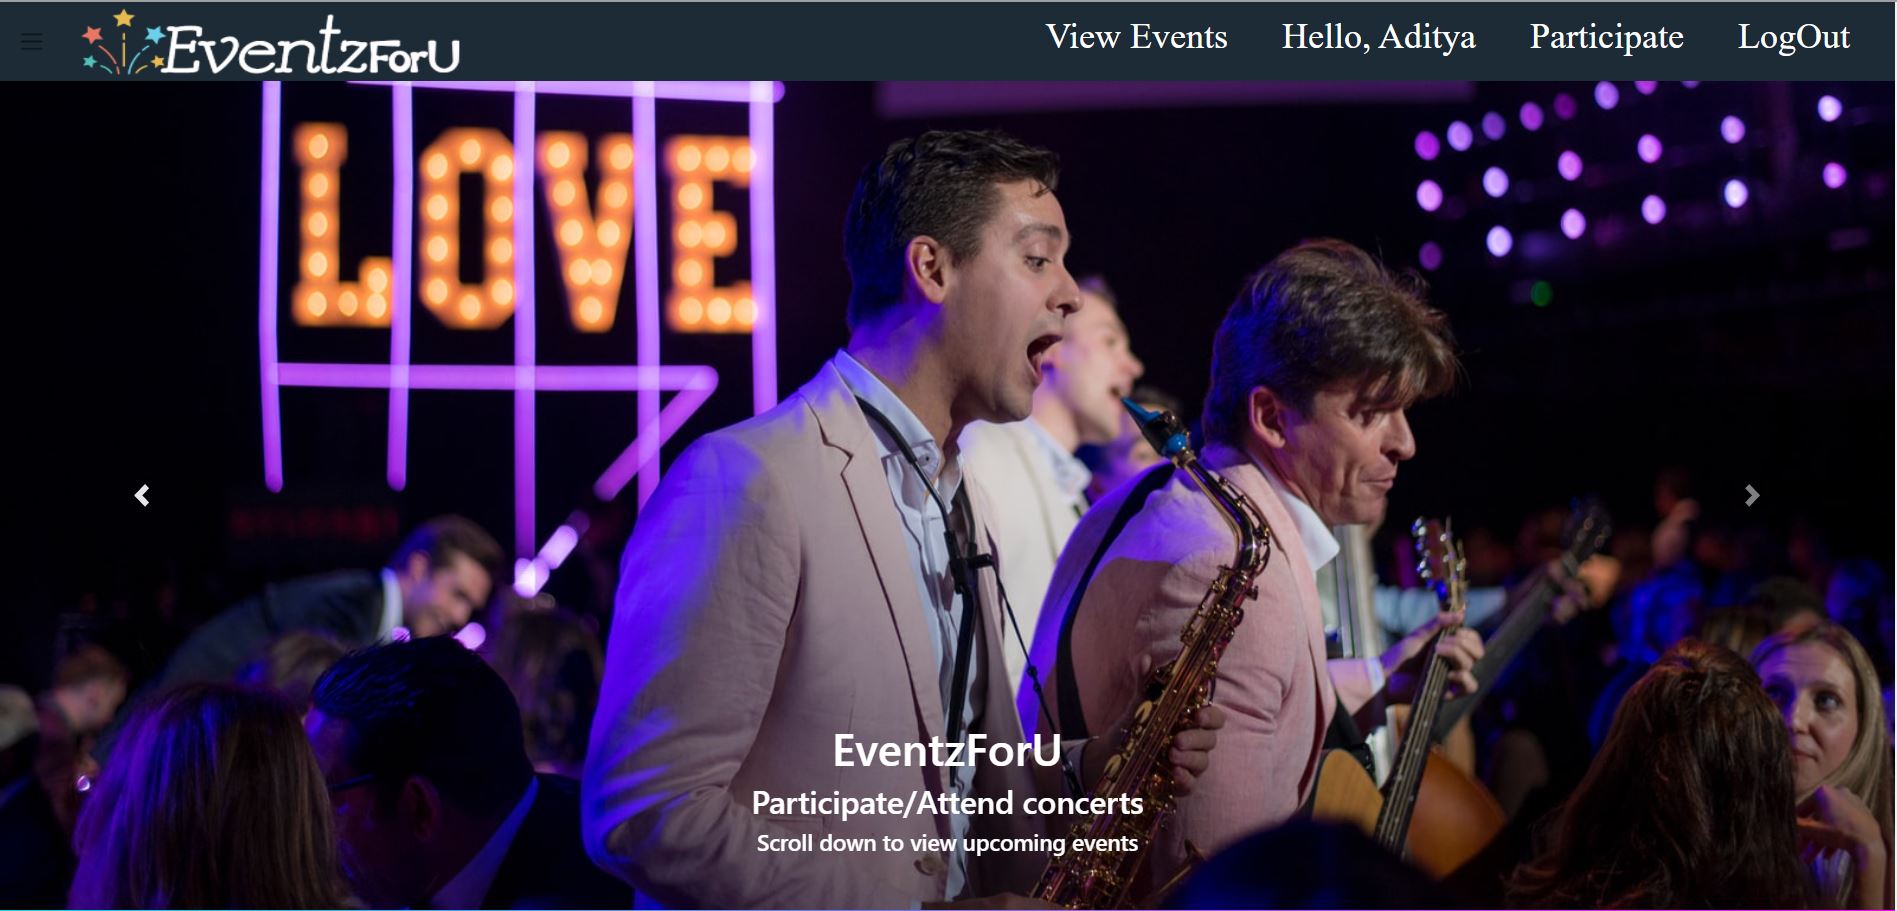 EventzForU
View Events Hello, Aditya Participate LogOut
LOVE
EventzForU
Participate/Attend concerts
Scroll down to view upcoming events